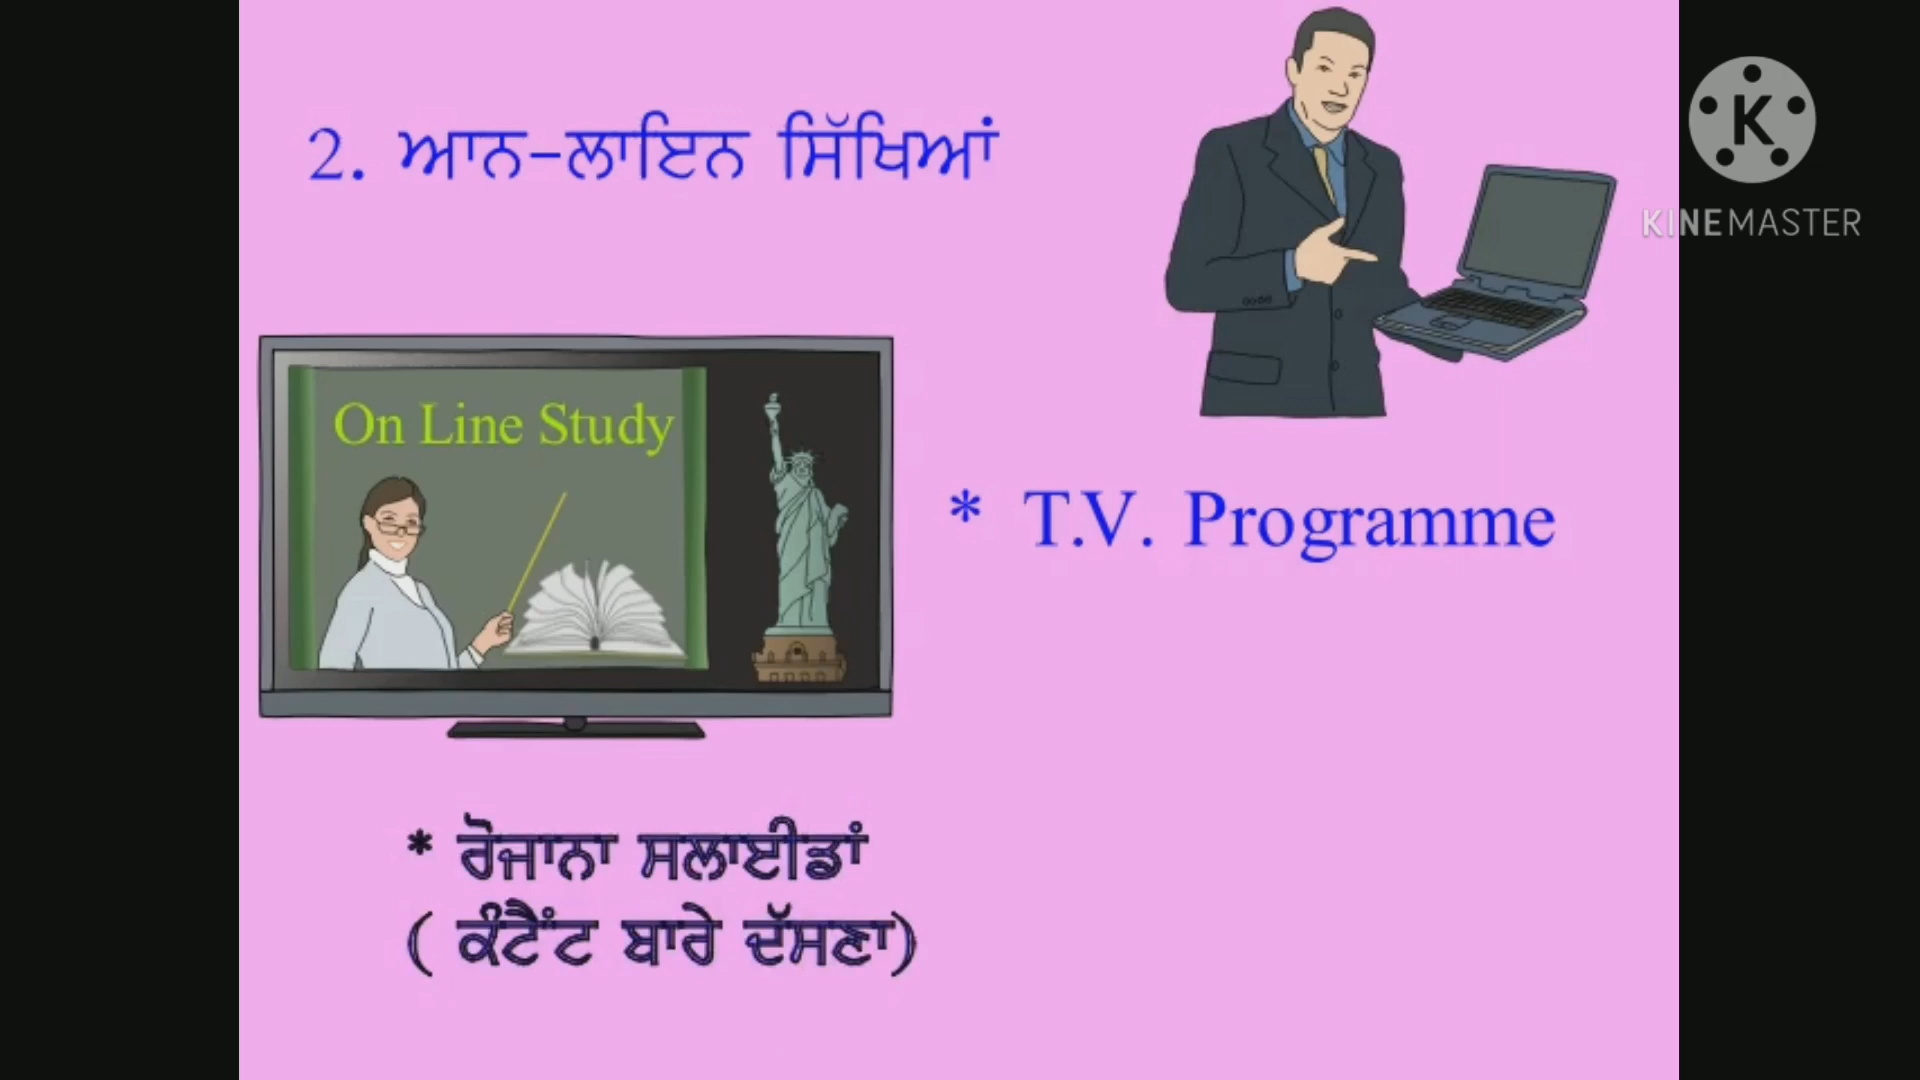 2. ਆਨ-ਲਾਇਨ ਸਿੱਖਿਆਂ
K
KINEMASTER
On Line Study
* T.V. Programme
* ਰੋਜਾਨਾ ਸਲਾਈਡਾਂ
( ਕੰਟੈਂਟ ਬਾਰੇ ਦੱਸਣਾ)